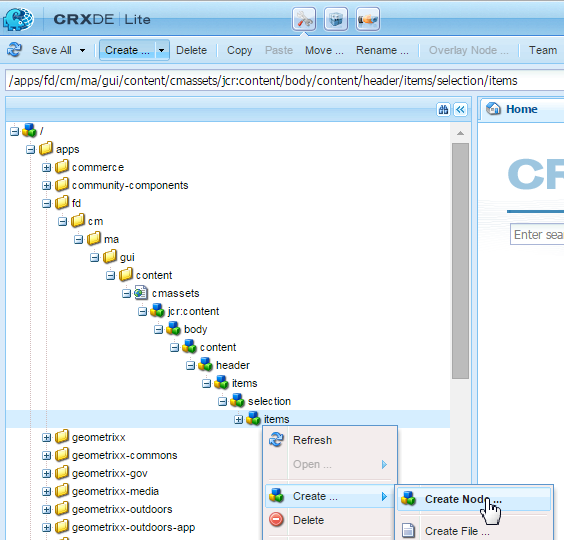 CRXDE | Lite
Save All Create ... Delete Copy Paste Move ... Rename ... Overlay Node ... Team
/apps/fd/cm/ma/gui/content/cmassets/jcr:content/body/content/header/items/selection/items
Home
/
apps
commerce
community-components
fd
cm
ma
gui
content
cmassets
jcr:content
body
content
header
items
selection
items
geometrixx
geometrixx-commons
geometrixx-gov
geometrixx-media
geometrixx-outdoors
geometrixx-outdoors-app
CR
Enter sea
Refresh
Open ...
Create ...
Delete
Create Node ...
Create File ...